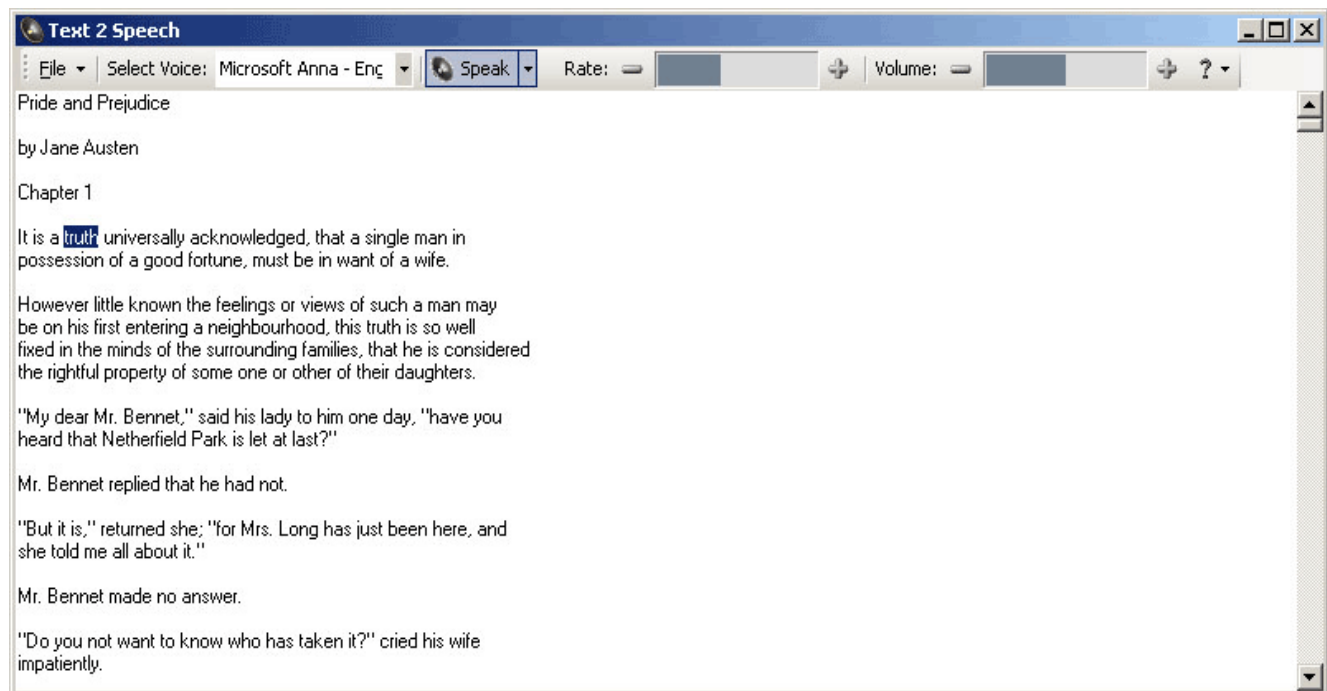 Text 2 Speech
File Select Voice: Microsoft Anna - Eng Speak Rate: Volume: ?
Pride and Prejudice
by Jane Austen
Chapter 1
It is a truth universally acknowledged, that a single man in
possession of a good fortune, must be in want of a wife.
However little known the feelings or views of such a man may
be on his first entering a neighbourhood, this truth is so well
fixed in the minds of the surrounding families, that he is considered
the rightful property of some one or other of their daughters.
"My dear Mr. Bennet," said his lady to him one day, "have you
heard that Netherfield Park is let at last?"
Mr. Bennet replied that he had not.
"But it is," returned she; "for Mrs. Long has just been here, and
she told me all about it."
Mr. Bennet made no answer.
"Do you not want to know who has taken it?" cried his wife
impatiently.